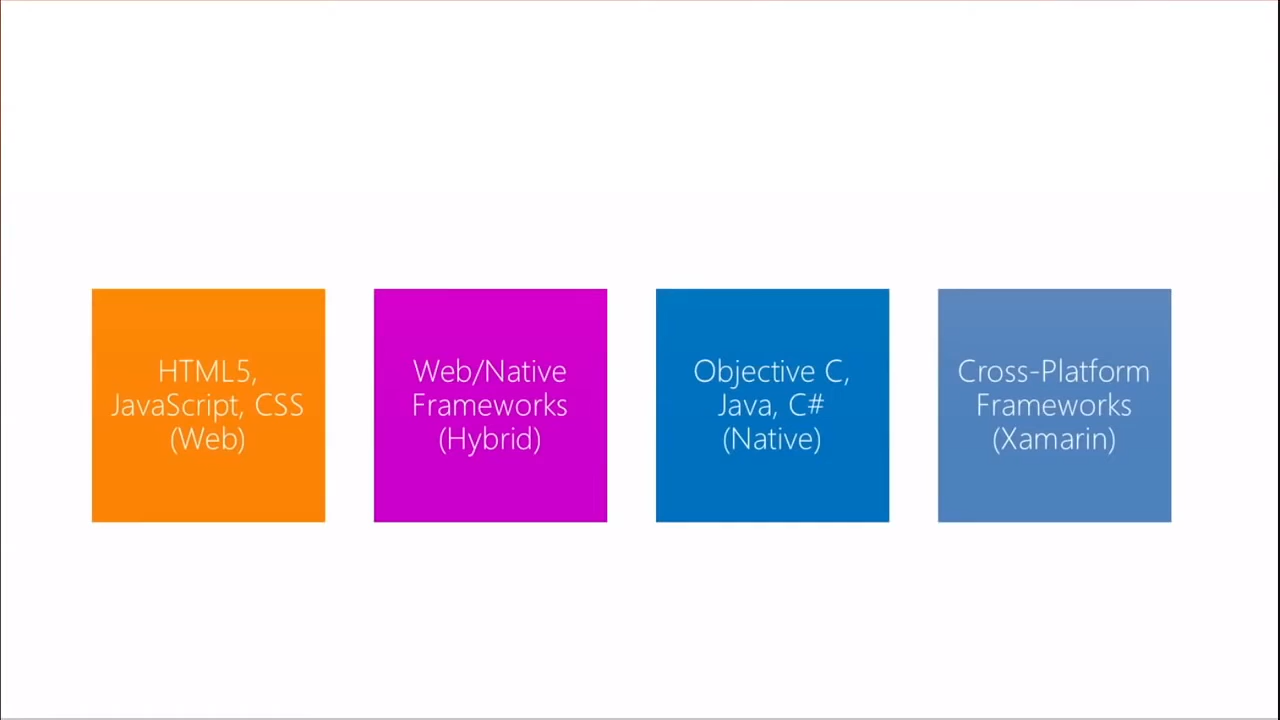 HTML5,
JavaScript, CSS
(Web)
Web/Native
Frameworks
(Hybrid)
Objective C,
Java, C#
(Native)
Cross-Platform
Frameworks
(Xamarin)